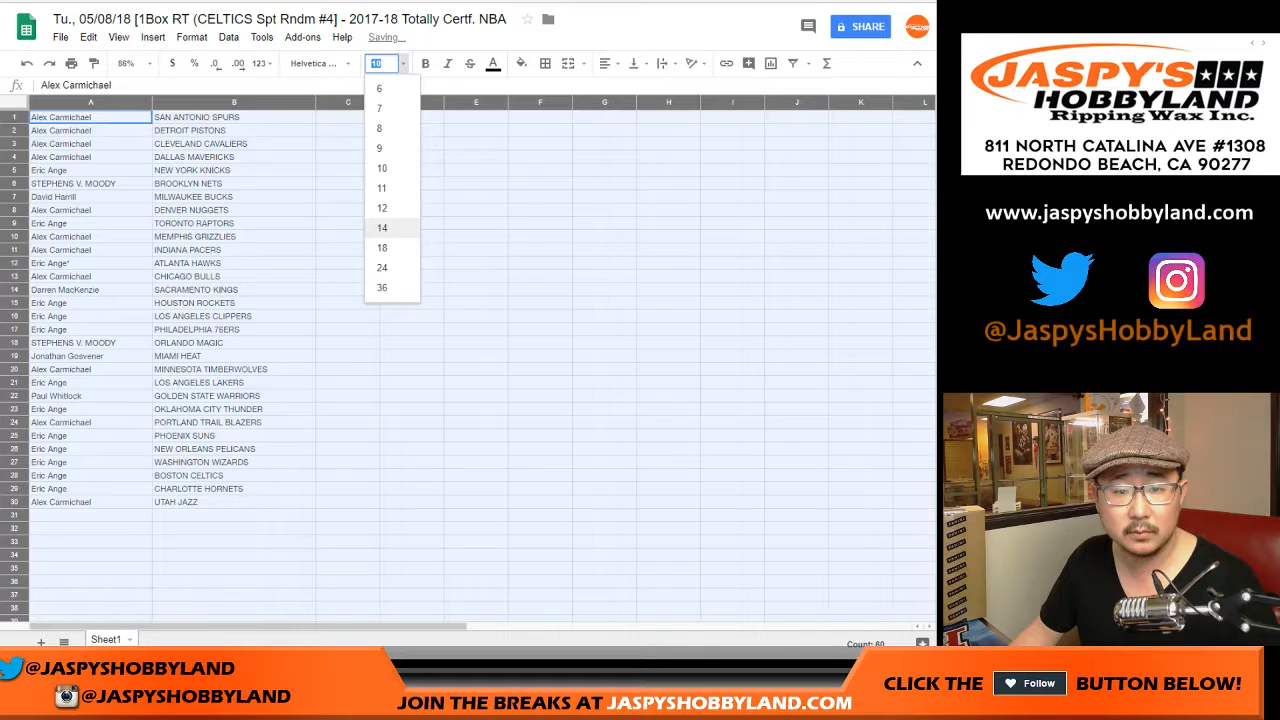 Tu., 05/08/18 [1Box RT (CELTICS Spt Rndm #4] - 2017-18 Totally Certf. NBA
File Edit View Insert Format Data Tools Add-ons Help Saving...
SHARE
86% $ % .0 .00 123 Helvetica ... 10 B I S A
fx Alex Carmichael
A B C E F G H I J K L
1 Alex Carmichael SAN ANTONIO SPURS
2 Alex Carmichael DETROIT PISTONS
3 Alex Carmichael CLEVELAND CAVALIERS
4 Alex Carmichael DALLAS MAVERICKS
5 Eric Ange NEW YORK KNICKS
6 STEPHENS V. MOODY BROOKLYN NETS
7 David Harrill MILWAUKEE BUCKS
8 Alex Carmichael DENVER NUGGETS
9 Eric Ange TORONTO RAPTORS
10 Alex Carmichael MEMPHIS GRIZZLIES
11 Alex Carmichael INDIANA PACERS
12 Eric Ange* ATLANTA HAWKS
13 Alex Carmichael CHICAGO BULLS
14 Darren MacKenzie SACRAMENTO KINGS
15 Eric Ange HOUSTON ROCKETS
16 Eric Ange LOS ANGELES CLIPPERS
17 Eric Ange PHILADELPHIA 76ERS
18 STEPHENS V. MOODY ORLANDO MAGIC
19 Jonathan Gosvener MIAMI HEAT
20 Alex Carmichael MINNESOTA TIMBERWOLVES
21 Eric Ange LOS ANGELES LAKERS
22 Paul Whitlock GOLDEN STATE WARRIORS
23 Eric Ange OKLAHOMA CITY THUNDER
24 Alex Carmichael PORTLAND TRAIL BLAZERS
25 Eric Ange PHOENIX SUNS
26 Eric Ange NEW ORLEANS PELICANS
27 Eric Ange WASHINGTON WIZARDS
28 Eric Ange BOSTON CELTICS
29 Eric Ange CHARLOTTE HORNETS
30 Alex Carmichael UTAH JAZZ
31
32
33
34
35
36
37
38
6
7
8
9
10
11
12
14
18
24
36
Sheet1
Count: 60
JASPY'S
HOBBYLAND
Ripping Wax Inc.
811 NORTH CATALINA AVE #1308
REDONDO BEACH, CA 90277
www.jaspyshobbyland.com
@JaspysHobbyLand
@JASPYSHOBBYLAND
@JASPYSHOBBYLAND
JOIN THE BREAKS AT JASPYSHOBBYLAND.COM
CLICK THE Follow BUTTON BELOW!